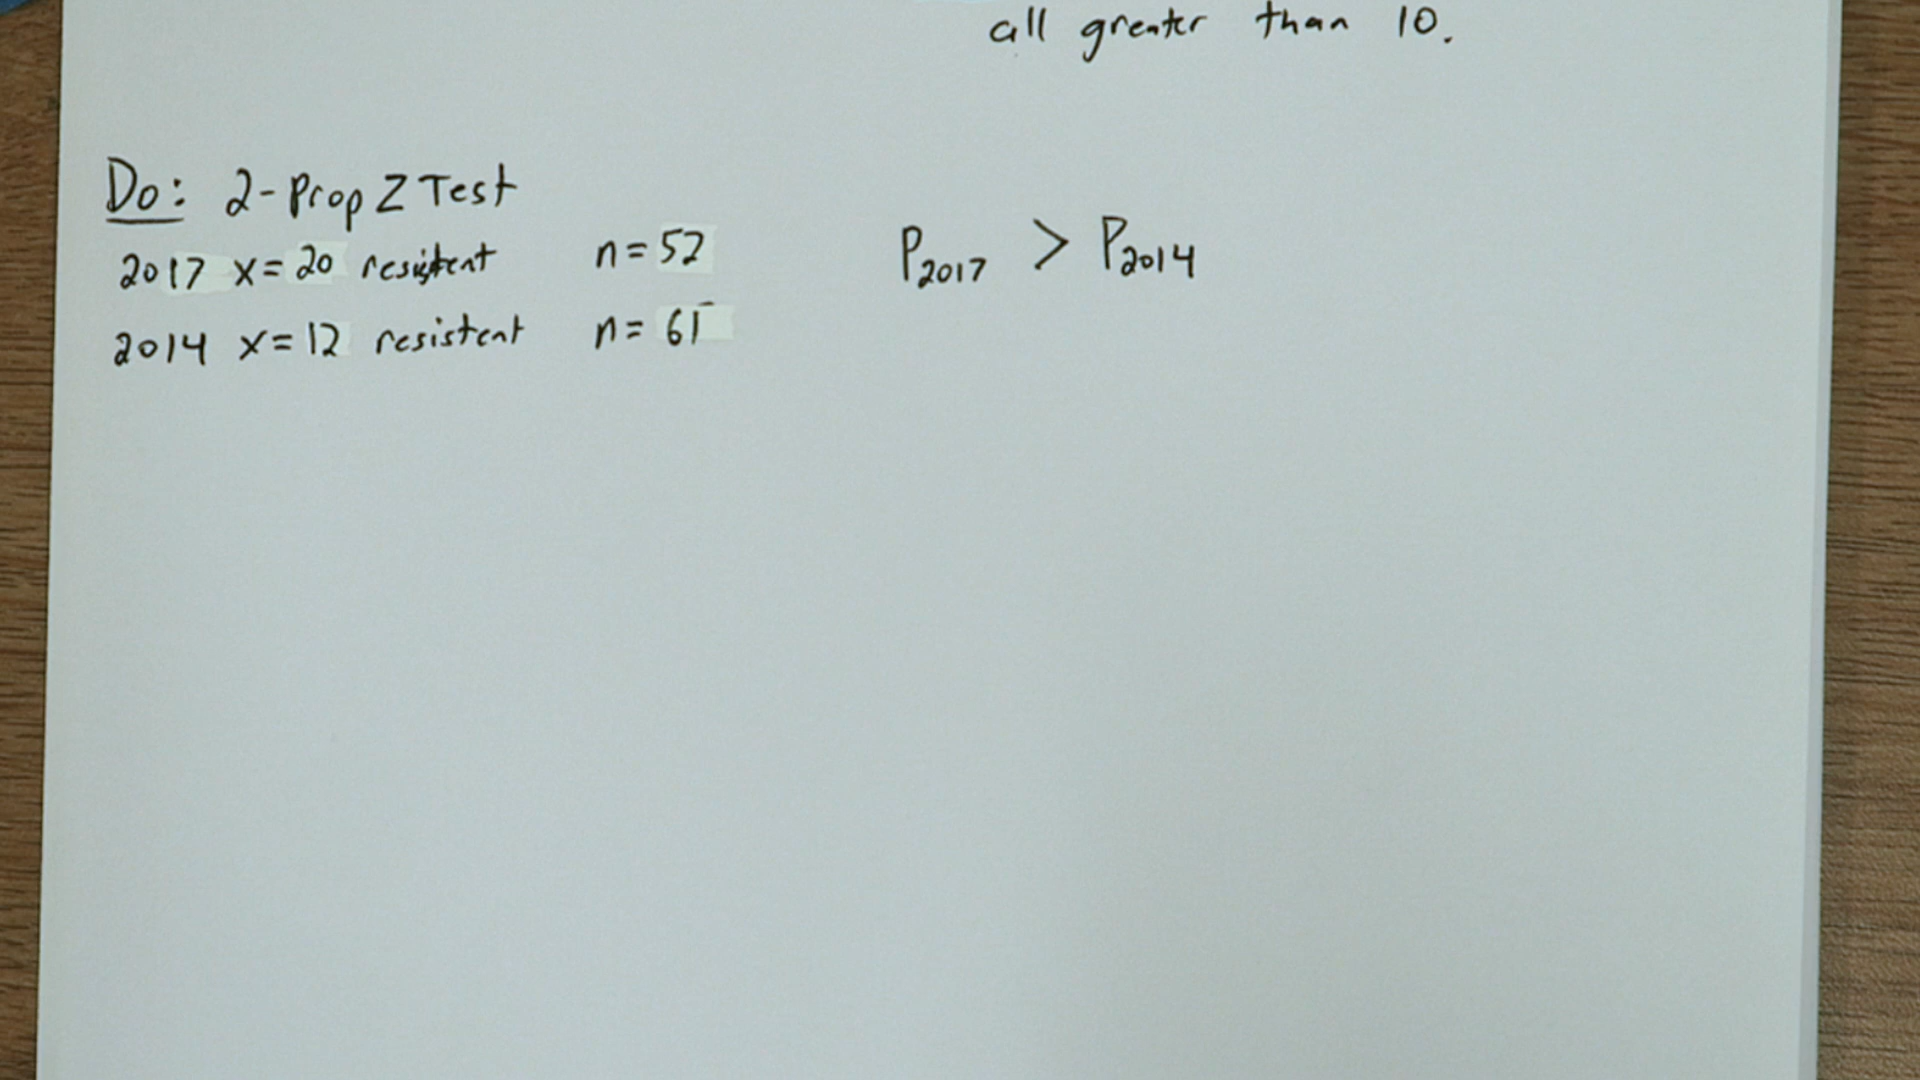 all greater than 10.
Do: 2-Prop Z Test
2017 x= 20 resistent n= 52
2014 x= 12 resistent n= 61
P2017 > P2014